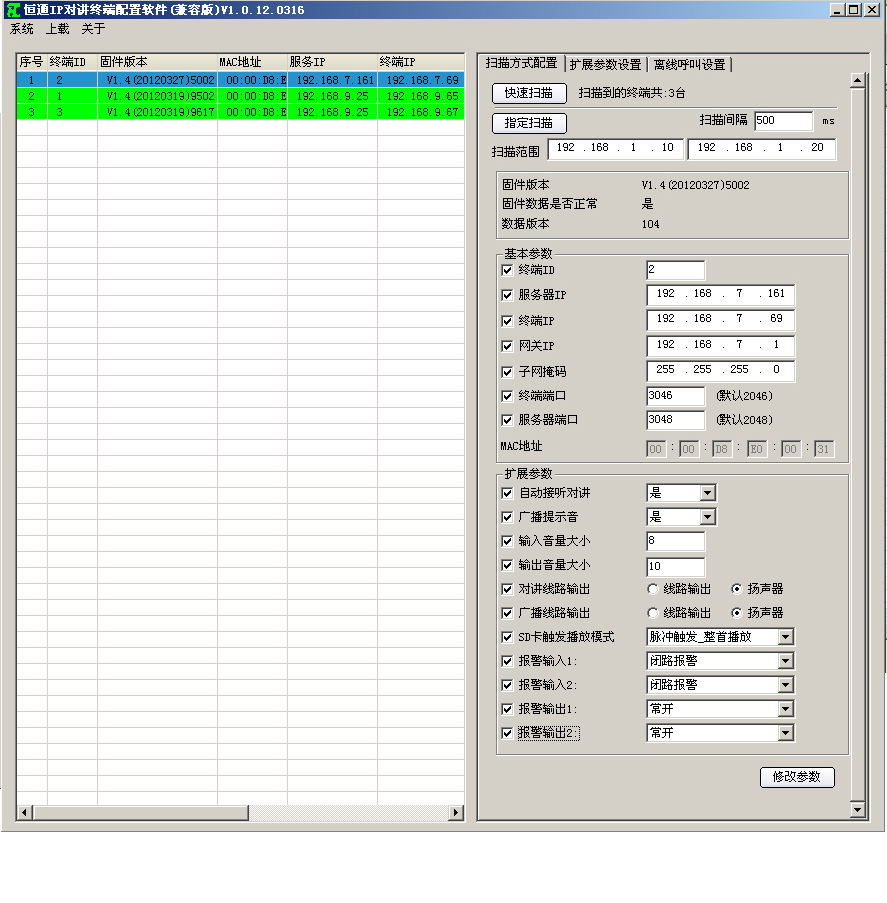 恒通IP对讲终端配置软件(兼容版)V1.0.12.0316
系统 上载 关于
序号 终端ID 固件版本 MAC地址 服务IP 终端IP
1 2 V1.4(20120327)5002 00:00:D8:E 192.168.7.161 192.168.7.69
2 1 V1.4(20120319)9502 00:00:D8:E 192.168.9.25 192.168.9.65
3 3 V1.4(20120319)9617 00:00:D8:E 192.168.9.25 192.168.9.67
扫描方式配置 扩展参数设置 离线呼叫设置
快速扫描 扫描到的终端共:3台
指定扫描 扫描间隔 500 ms
扫描范围 192 .168 . 1 . 10 192 .168 . 1 . 20
固件版本 V1.4(20120327)5002
固件数据是否正常 是
数据版本 104
基本参数
终端ID 2
服务器IP 192 .168 . 7 .161
终端IP 192 .168 . 7 . 69
网关IP 192 .168 . 7 . 1
子网掩码 255 .255 .255 . 0
终端端口 3046 (默认2046)
服务器端口 3048 (默认2048)
MAC地址 00 : 00 : D8 : E0 : 00 : 31
扩展参数
自动接听对讲 是
广播提示音 是
输入音量大小 8
输出音量大小 10
对讲线路输出 线路输出 扬声器
广播线路输出 线路输出 扬声器
SD卡触发播放模式 脉冲触发_整首播放
报警输入1: 闭路报警
报警输入2: 闭路报警
报警输出1: 常开
报警输出2: 常开
修改参数